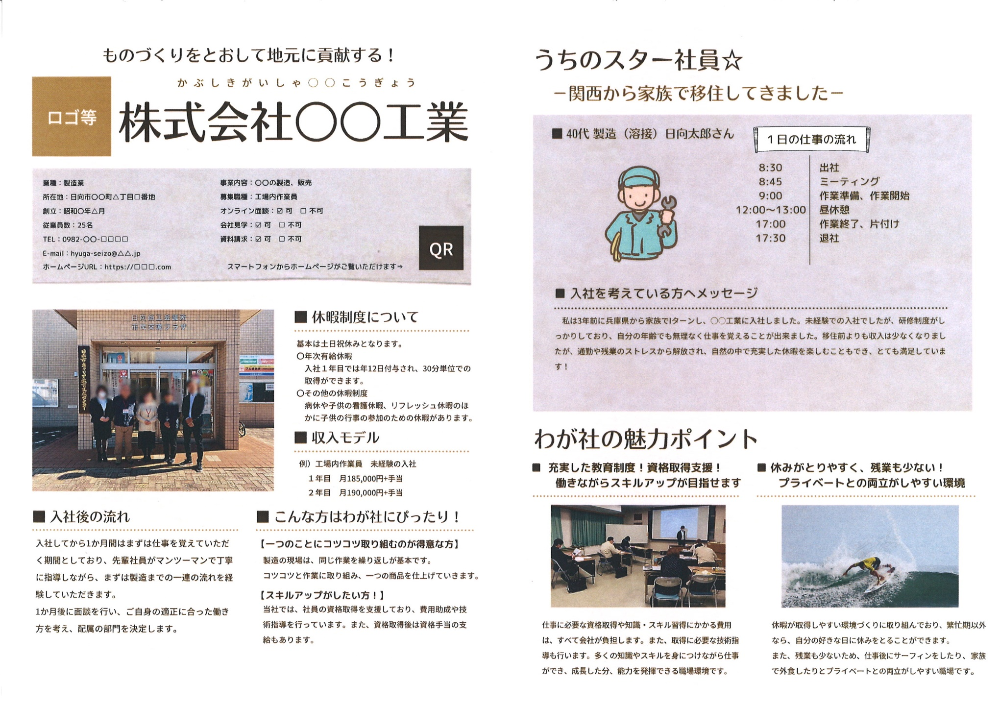 ものづくりをとおして地元に貢献する！
ロゴ等
かぶしきがいしゃ〇〇こうぎょう
株式会社〇〇工業
業種：製造業
所在地：日向市〇〇町△丁目□番地
創立：昭和〇年△月
従業員数：25名
TEL：0982-〇〇-□□□□
E-mail：hyuga-seizo@△△.jp
ホームページURL：https://□□□.com
事業内容：〇〇の製造、販売
募集職種：工場内作業員
オンライン面談：☑ 可　□ 不可
会社見学：☑ 可　□ 不可
資料請求：☑ 可　□ 不可
スマートフォンからホームページがご覧いただけます⇒
QR
日向商工会議所
市民交流プラザ
日向市キャリア教育支援センター
■ 休暇制度について
基本は土日祝休みとなります。
〇年次有給休暇
入社１年目では年12日付与され、30分単位での
取得ができます。
〇その他の休暇制度
病休や子供の看護休暇、リフレッシュ休暇のほ
かに子供の行事の参加のための休暇があります。
■ 収入モデル
例）工場内作業員　未経験の入社
１年目　月185,000円+手当
２年目　月190,000円+手当
■ 入社後の流れ
入社してから1か月間はまずは仕事を覚えていただ
く期間としており、先輩社員がマンツーマンで丁寧
に指導しながら、まずは製造までの一連の流れを経
験していただきます。
1か月後に面談を行い、ご自身の適正に合った働き
方を考え、配属の部門を決定します。
■ こんな方はわが社にぴったり！
【一つのことにコツコツ取り組むのが得意な方】
製造の現場は、同じ作業を繰り返しが基本です。
コツコツと作業に取り組み、一つの商品を仕上げていきます。
【スキルアップがしたい方！】
当社では、社員の資格取得を支援しており、費用助成や技
術指導を行っています。また、資格取得後は資格手当の支
給もあります。
うちのスター社員☆
－関西から家族で移住してきました－
■ 40代 製造（溶接）日向太郎さん
１日の仕事の流れ
8:30 出社
8:45 ミーティング
9:00 作業準備、作業開始
12:00～13:00 昼休憩
17:00 作業終了、片付け
17:30 退社
■ 入社を考えている方へメッセージ
私は3年前に兵庫県から家族でIターンし、〇〇工業に入社しました。未経験での入社でしたが、研修制度がし
っかりしており、自分の年齢でも無理なく仕事を覚えることが出来ました。移住前よりも収入は少なくなりまし
たが、通勤や残業のストレスから解放され、自然の中で充実した休暇を楽しむこともでき、とても満足していま
す！
わが社の魅力ポイント
■ 充実した教育制度！資格取得支援！
働きながらスキルアップが目指せます
仕事に必要な資格取得や知識・スキル習得にかかる費用
は、すべて会社が負担します。また、取得に必要な技術指
導も行います。多くの知識やスキルを身につけながら仕事
ができ、成長した分、能力を発揮できる職場環境です。
■ 休みがとりやすく、残業も少ない！
プライベートとの両立がしやすい環境
休暇が取得しやすい環境づくりに取り組んでおり、繁忙期以外
なら、自分の好きな日に休みをとることができます。
また、残業も少ないため、仕事後にサーフィンをしたり、家族
で外食したりとプライベートとの両立がしやすい職場です。